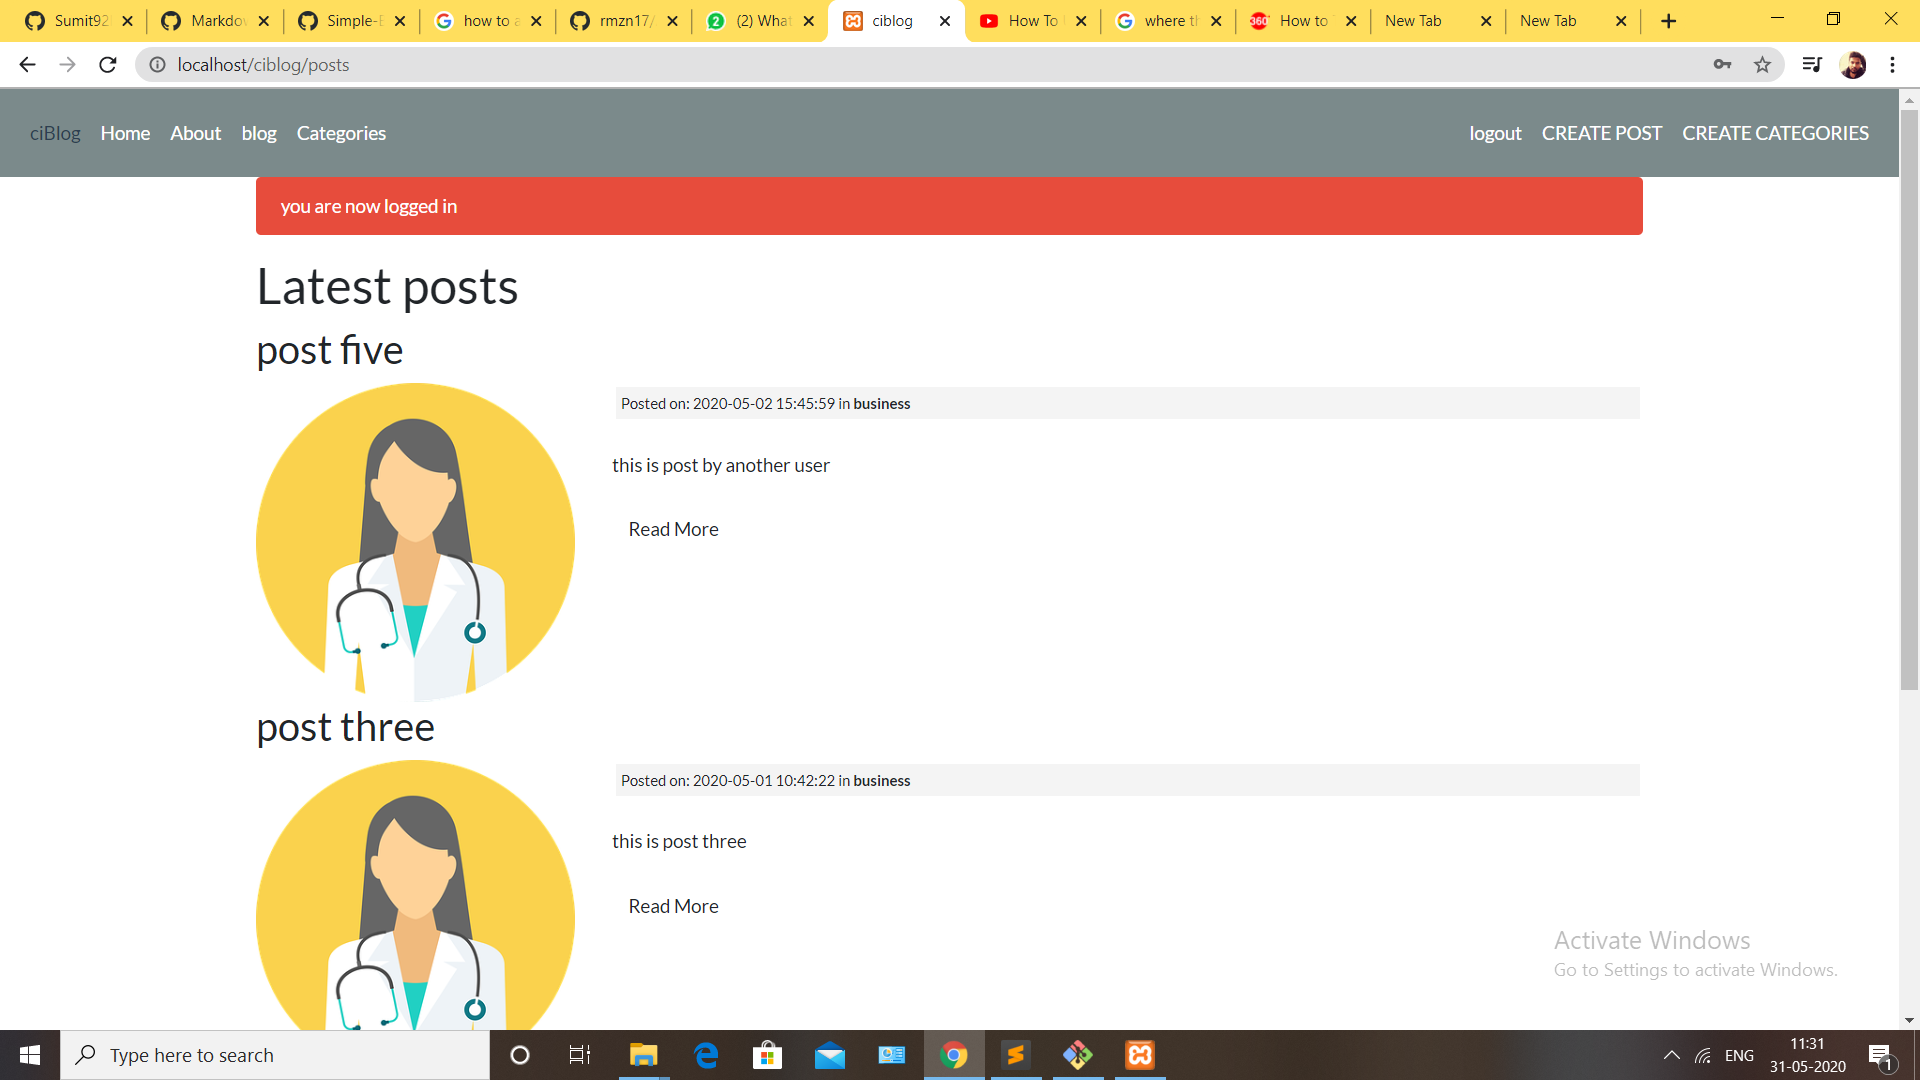 Sumit92
Markdow
Simple-B
how to a
rmzn17/
(2) What
ciblog
How To
where th
How to
New Tab
New Tab
localhost/ciblog/posts
ciBlog Home About blog Categories logout CREATE POST CREATE CATEGORIES
you are now logged in
Latest posts
post five
Posted on: 2020-05-02 15:45:59 in business
this is post by another user
Read More
post three
Posted on: 2020-05-01 10:42:22 in business
this is post three
Read More
Activate Windows
Go to Settings to activate Windows.
Type here to search
ENG
11:31
31-05-2020
1